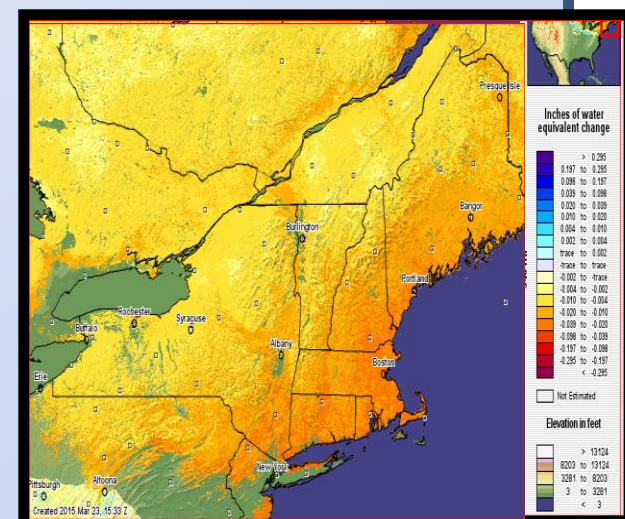 Presque Isle
Bangor
Burlington
Portland
Rochester
Syracuse
Buffalo
Albany
Boston
Erie
New York
Pittsburgh
Altoona
Created 2015 Mar 23, 15:33 Z
Inches of water
equivalent change
> 0.295
0.197 to 0.295
0.098 to 0.197
0.039 to 0.098
0.020 to 0.039
0.010 to 0.020
0.004 to 0.010
0.002 to 0.004
trace to 0.002
-trace to trace
-0.002 to -trace
-0.004 to -0.002
-0.010 to -0.004
-0.020 to -0.010
-0.039 to -0.020
-0.098 to -0.039
-0.197 to -0.098
-0.295 to -0.197
< -0.295
Not Estimated
Elevation in feet
> 13124
8203 to 13124
3281 to 8203
3 to 3281
< 3